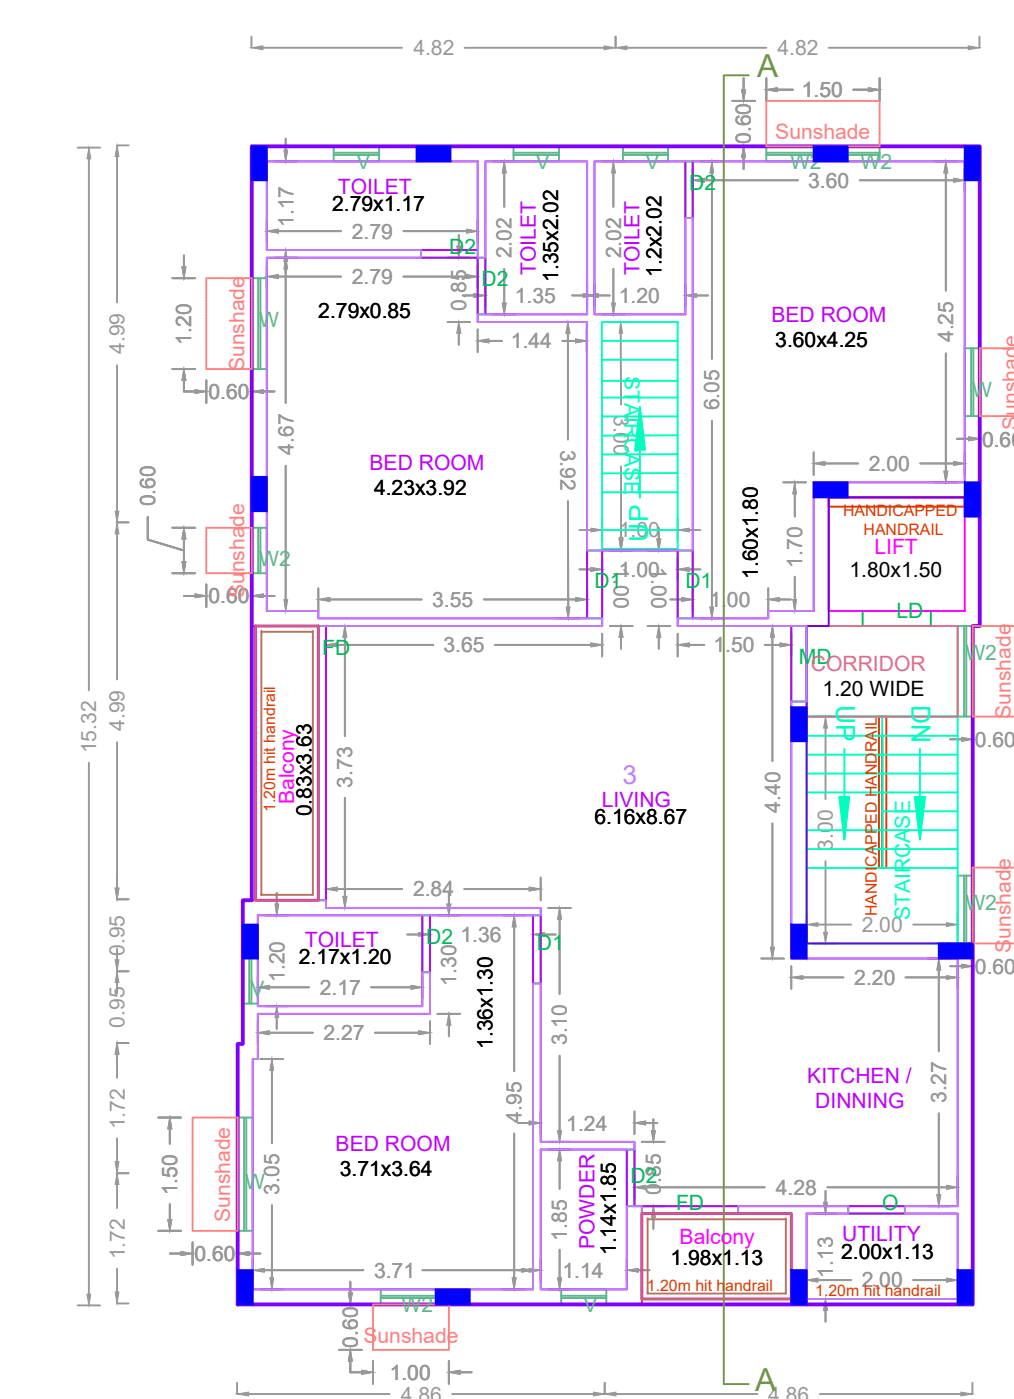 4.82
4.82
A
1.50
0.60
Sunshade
V
V
V
W2
W2
TOILET
2.79x1.17
1.17
2.79
D2
TOILET
1.35x2.02
2.02
1.35
TOILET
1.2x2.02
2.02
1.20
D2
3.60
2.79
0.85
D2
2.79x0.85
1.44
BED ROOM
3.60x4.25
4.25
1.20
Sunshade
W
0.60
4.99
4.67
6.05
STAIRCASE
3.00
UP
1.00
W
Sunshade
0.60
BED ROOM
4.23x3.92
3.92
2.00
0.60
Sunshade
W2
0.60
1.60x1.80
1.70
HANDICAPPED
HANDRAIL
LIFT
1.80x1.50
LD
D1
1.00
D1
1.00
1.00
1.00
3.55
FD
3.65
1.50
MD
CORRIDOR
1.20 WIDE
W2
Sunshade
0.60
15.32
4.99
1.20m hit handrail
Balcony
0.83x3.63
3.73
3
LIVING
6.16x8.67
4.40
UP
DN
3.00
HANDICAPPED HANDRAIL
STAIRCASE
2.00
W2
Sunshade
0.60
2.84
0.95
0.95
TOILET
2.17x1.20
1.20
2.17
V
D2
1.36
D1
1.30
1.36x1.30
2.27
2.20
3.10
3.27
KITCHEN /
DINNING
1.72
1.72
4.95
1.24
BED ROOM
3.71x3.64
3.05
1.50
Sunshade
W
0.60
POWDER
1.14x1.85
1.85
D2
0.85
4.28
FD
O
Balcony
1.98x1.13
1.20m hit handrail
UTILITY
2.00x1.13
1.13
2.00
1.20m hit handrail
3.71
1.14
W2
V
0.60
Sunshade
1.00
A
4.86
4.86